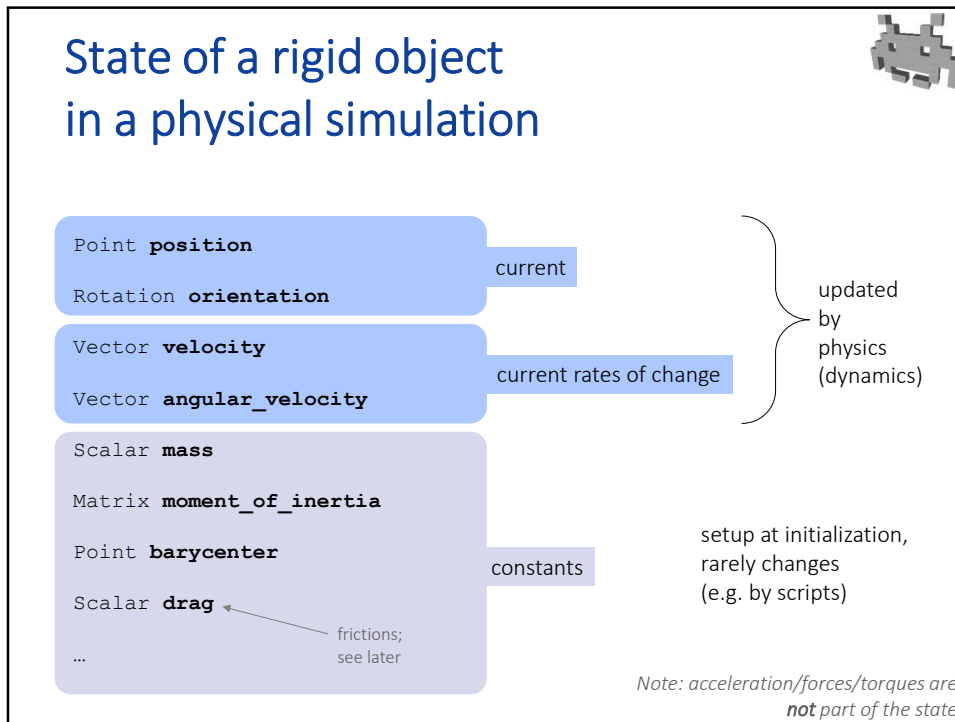 State of a rigid object
in a physical simulation
Point position
Rotation orientation
current
Vector velocity
Vector angular_velocity
current rates of change
updated
by
physics
(dynamics)
Scalar mass
Matrix moment_of_inertia
Point barycenter
Scalar drag
…
constants
frictions;
see later
setup at initialization,
rarely changes
(e.g. by scripts)
Note: acceleration/forces/torques are
not part of the state